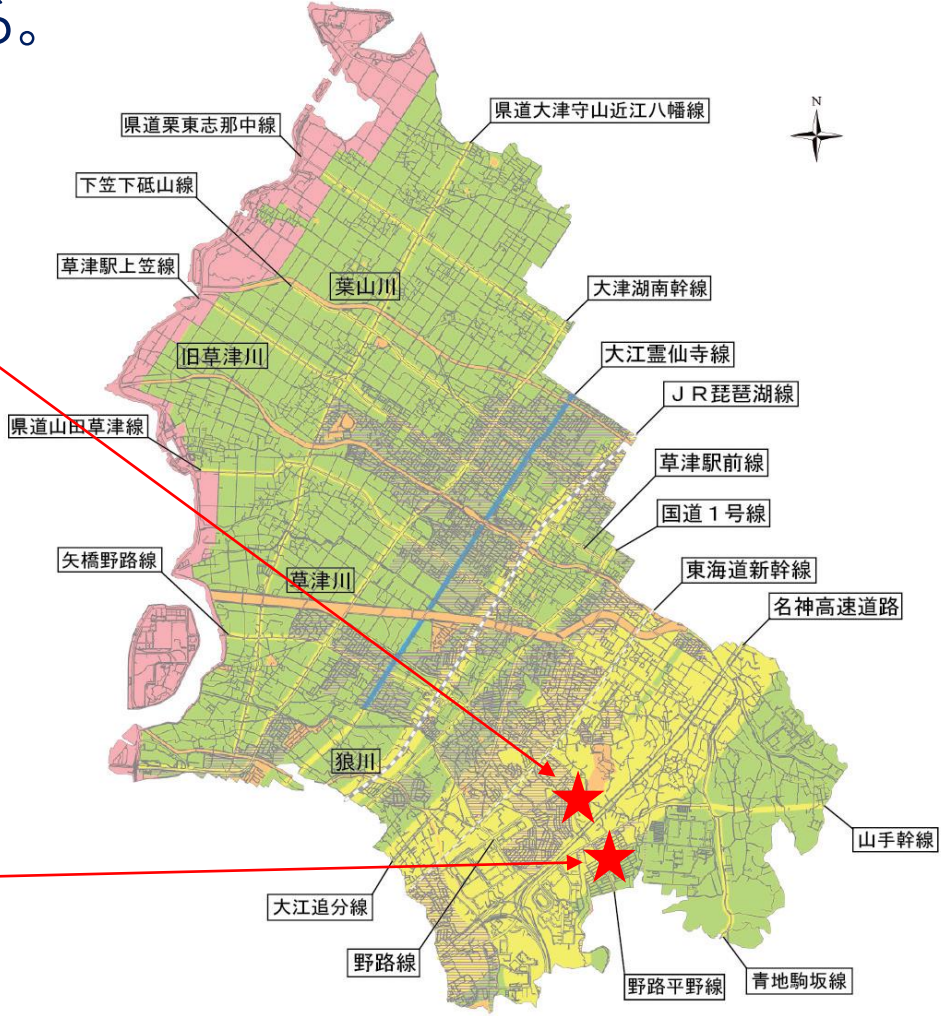 る。
N
県道大津守山近江八幡線
県道栗東志那中線
下笠下砥山線
草津駅上笠線
葉山川
大津湖南幹線
旧草津川
大江霊仙寺線
ＪＲ琵琶湖線
県道山田草津線
草津駅前線
国道１号線
矢橋野路線
草津川
東海道新幹線
名神高速道路
狼川
山手幹線
大江追分線
野路線
野路平野線
青地駒坂線